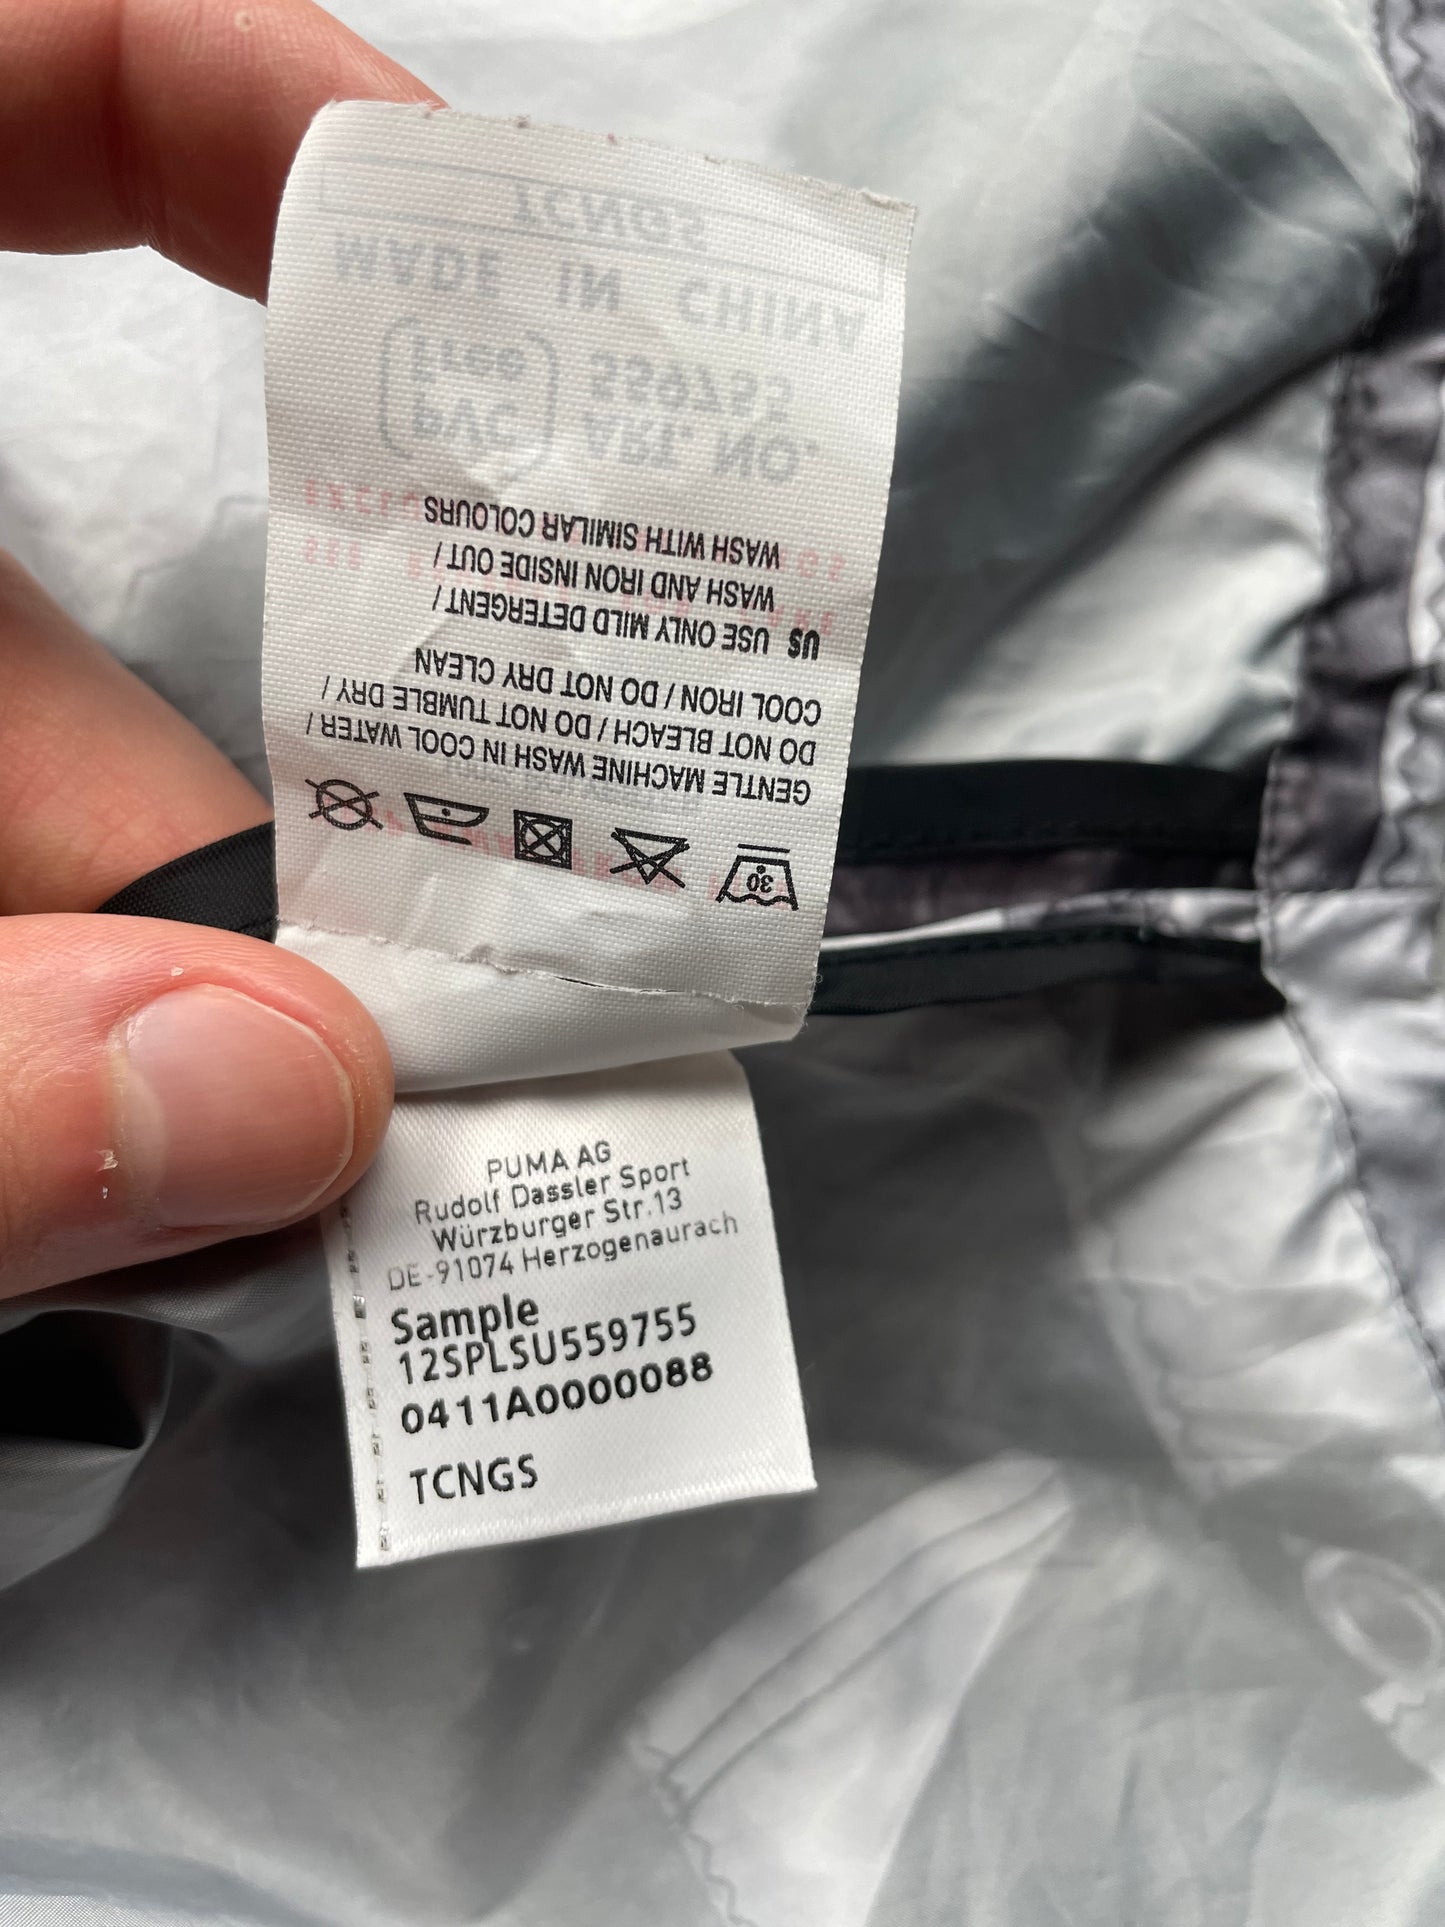 30
GENTLE MACHINE WASH IN COOL WATER /
DO NOT BLEACH / DO NOT TUMBLE DRY /
COOL IRON / DO NOT DRY CLEAN
US USE ONLY MILD DETERGENT /
WASH AND IRON INSIDE OUT /
WASH WITH SIMILAR COLOURS
PVC Free
ART. NO.
559755
MADE IN CHINA
TCNGS
PUMA AG
Rudolf Dassler Sport
Würzburger Str.13
DE-91074 Herzogenaurach
Sample
12SPLSU559755
0411A0000088
TCNGS